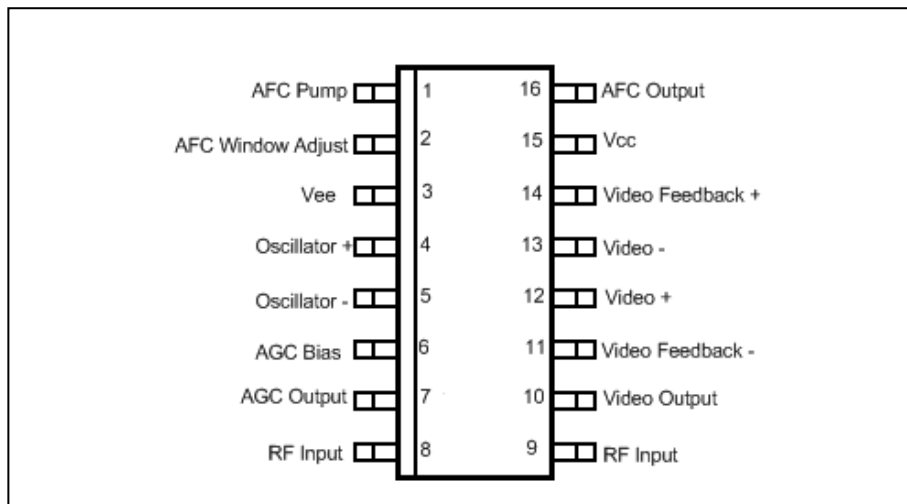 AFC Pump 1 16 AFC Output
AFC Window Adjust 2 15 Vcc
Vee 3 14 Video Feedback +
Oscillator + 4 13 Video -
Oscillator - 5 12 Video +
AGC Bias 6 11 Video Feedback -
AGC Output 7 10 Video Output
RF Input 8 9 RF Input